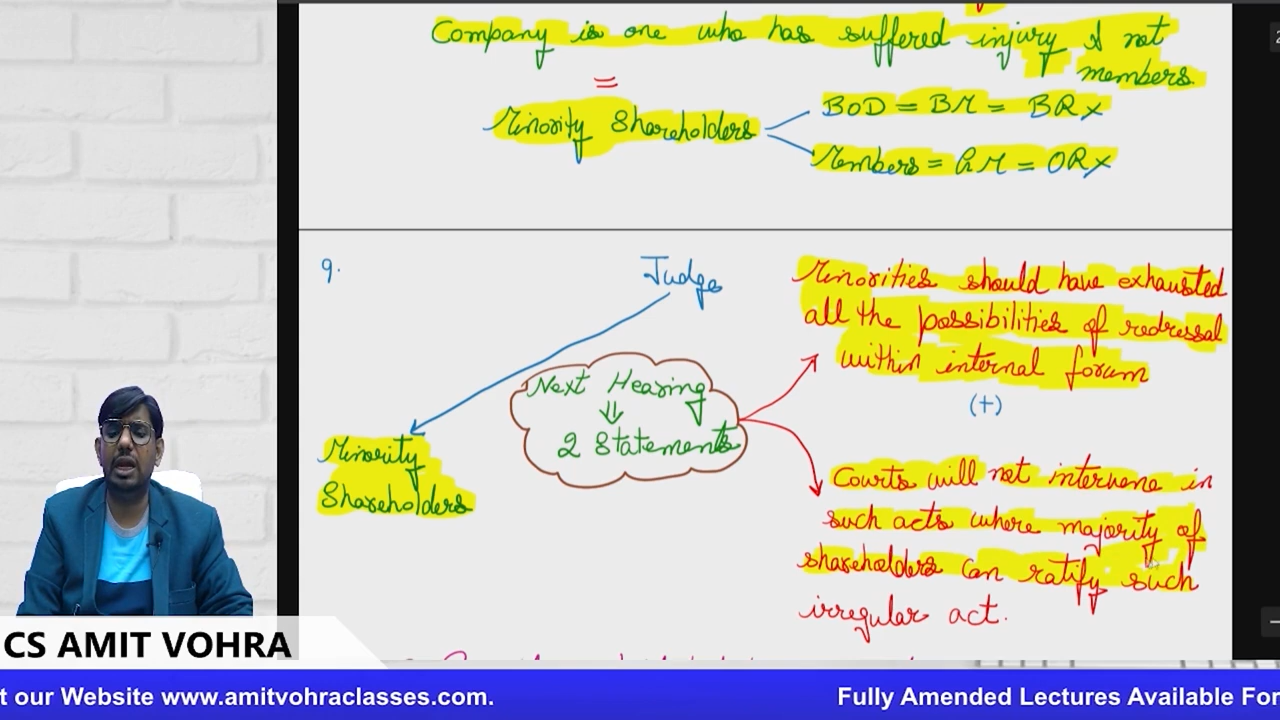 Company is one who has suffered injury & not
members.
=
Minority Shareholders
BOD = BM = BR×
Members = GM = OR×
9.
Judge
Minorities should have exhausted
all the possibilities of redressal
within internal forum
(+)
Next Hearing
⇓
2 Statements
Minority
Shareholders
Courts will not intervene in
such acts where majority of
shareholders can ratify such
irregular act.
CS AMIT VOHRA
t our Website www.amitvohraclasses.com.
Fully Amended Lectures Available For